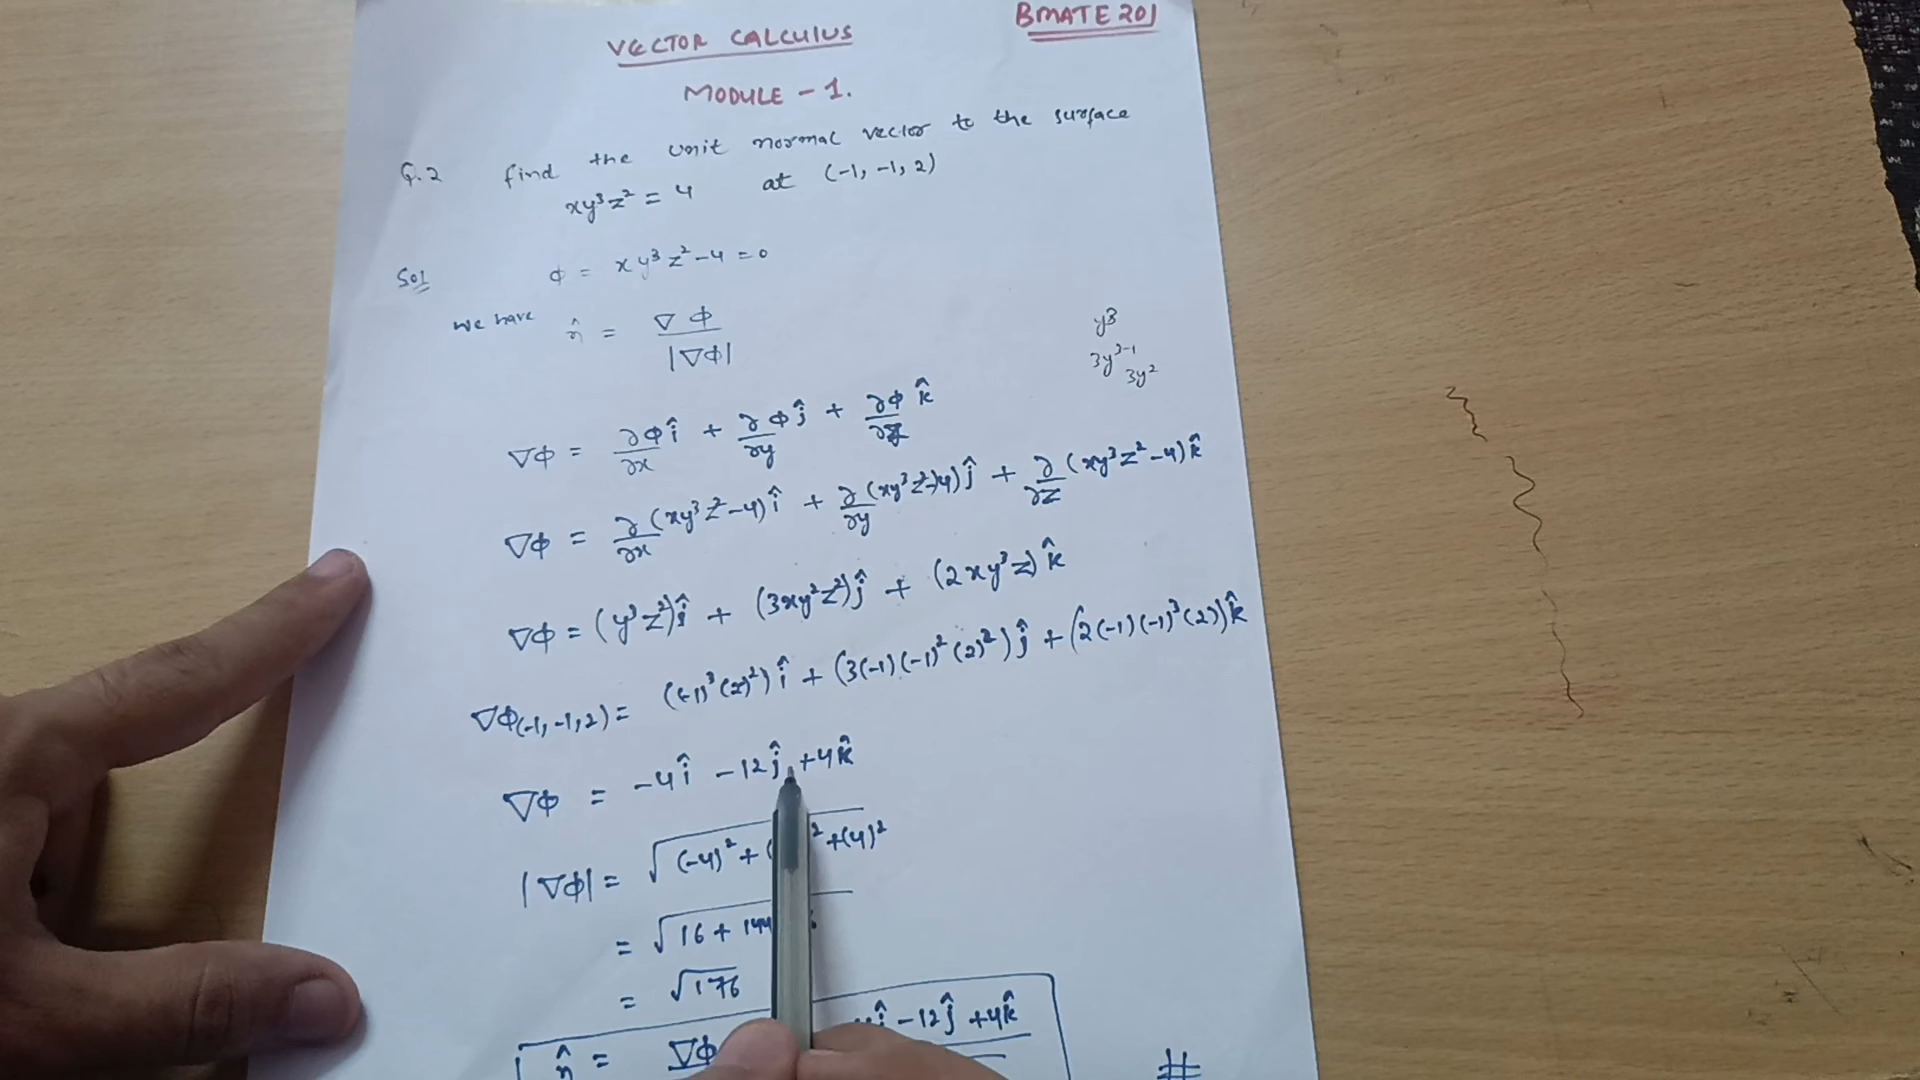 BMATE 201
VECTOR CALCULUS
MODULE - 1.
Q.2 find the unit normal vector to the surface
xy³z² = 4 at (-1, -1, 2)
Sol ϕ = xy³z² - 4 = 0
We have n̂ = ∇ϕ / |∇ϕ|
y³
3y³⁻¹
3y²
∇ϕ = ∂ϕ/∂x î + ∂ϕ/∂y ĵ + ∂ϕ/∂z k̂
∇ϕ = ∂/∂x (xy³z² - 4) î + ∂/∂y (xy³z² - 4) ĵ + ∂/∂z (xy³z² - 4) k̂
∇ϕ = (y³z²) î + (3xy²z²) ĵ + (2xy³z) k̂
∇ϕ(-1, -1, 2) = ((-1)³(2)²) î + (3(-1)(-1)²(2)²) ĵ + (2(-1)(-1)³(2)) k̂
∇ϕ = -4î - 12ĵ + 4k̂
|∇ϕ| = √(-4)² + ( ² + (4)²
= √16 + 144
= √176
n̂ = ∇ϕ î - 12ĵ + 4k̂
#